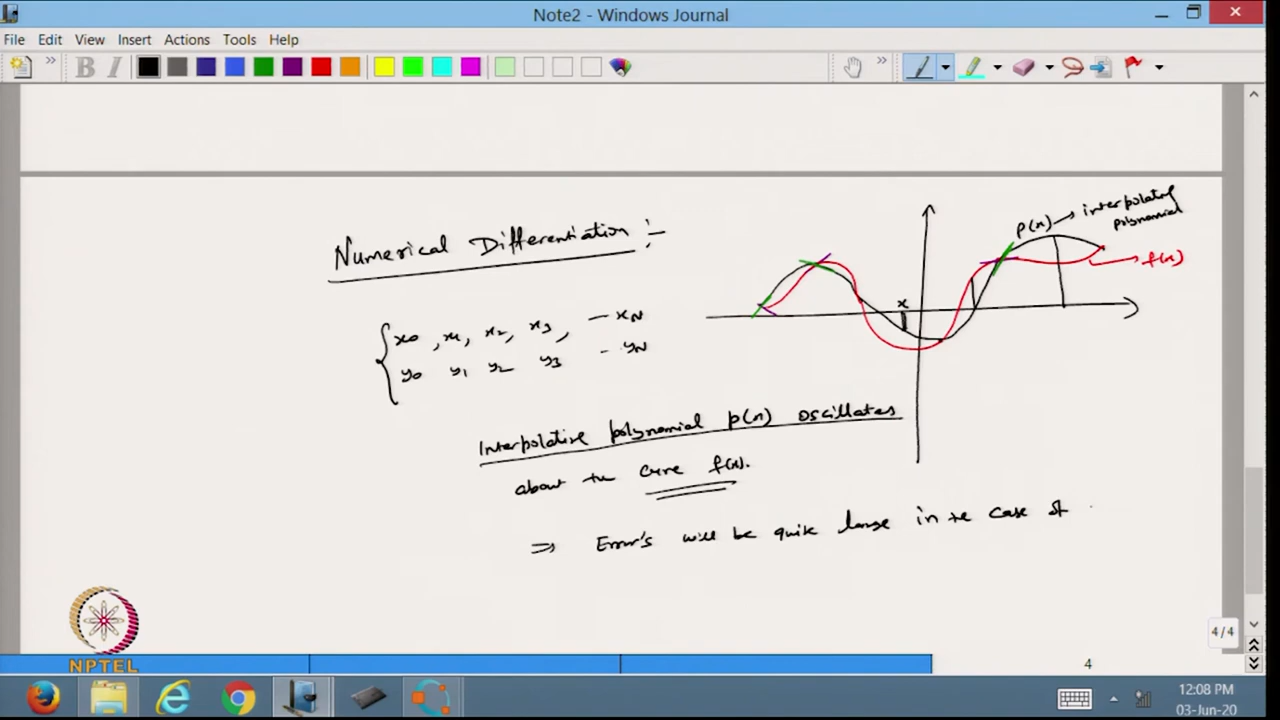 Note2 - Windows Journal
File Edit View Insert Actions Tools Help
B I
Numerical Differentiation :-
p(x) → interpolating
polynomial
f(x)
x
x0, x1, x2, x3, - xN
y0 y1 y2 y3 - yN
Interpolative polynomial p(x) oscillates
about the curve f(x).
⇒ Error's will be quite large in the case of
4/4
NPTEL
4
12:08 PM
03-Jun-20